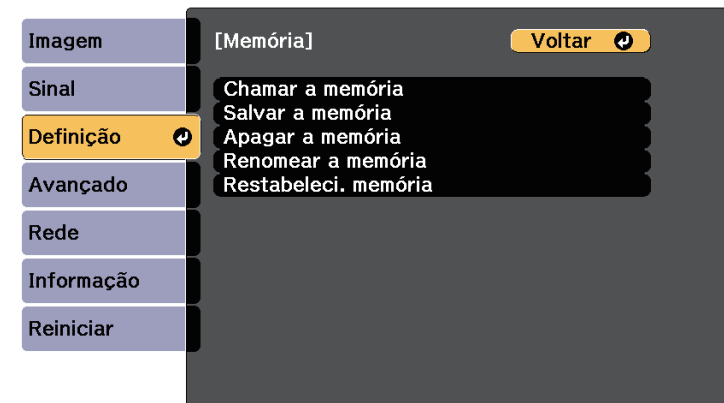 Imagem
Sinal
Definição
Avançado
Rede
Informação
Reiniciar
[Memória]
Voltar
Chamar a memória
Salvar a memória
Apagar a memória
Renomear a memória
Restabeleci. memória